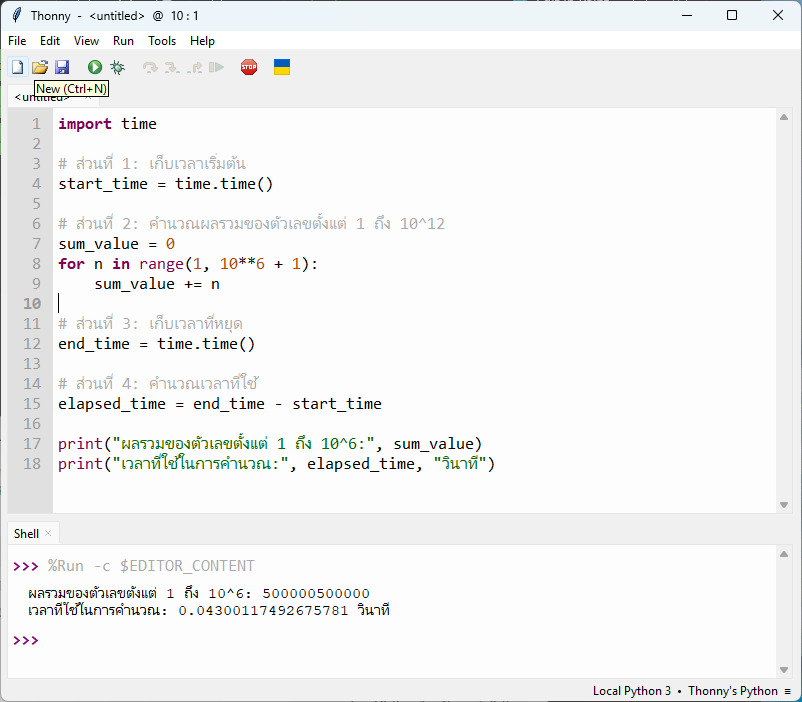 Thonny - <untitled> @ 10 : 1
File Edit View Run Tools Help
STOP
New (Ctrl+N)
<untitled>
1 import time
2
3 # ส่วนที่ 1: เก็บเวลาเริ่มต้น
4 start_time = time.time()
5
6 # ส่วนที่ 2: คำนวณผลรวมของตัวเลขตั้งแต่ 1 ถึง 10^12
7 sum_value = 0
8 for n in range(1, 10**6 + 1):
9 sum_value += n
10
11 # ส่วนที่ 3: เก็บเวลาที่หยุด
12 end_time = time.time()
13
14 # ส่วนที่ 4: คำนวณเวลาที่ใช้
15 elapsed_time = end_time - start_time
16
17 print("ผลรวมของตัวเลขตั้งแต่ 1 ถึง 10^6:", sum_value)
18 print("เวลาที่ใช้ในการคำนวณ:", elapsed_time, "วินาที")
Shell
>>> %Run -c $EDITOR_CONTENT
ผลรวมของตัวเลขตั้งแต่ 1 ถึง 10^6: 500000500000
เวลาที่ใช้ในการคำนวณ: 0.04300117492675781 วินาที
>>>
Local Python 3 • Thonny's Python ≡